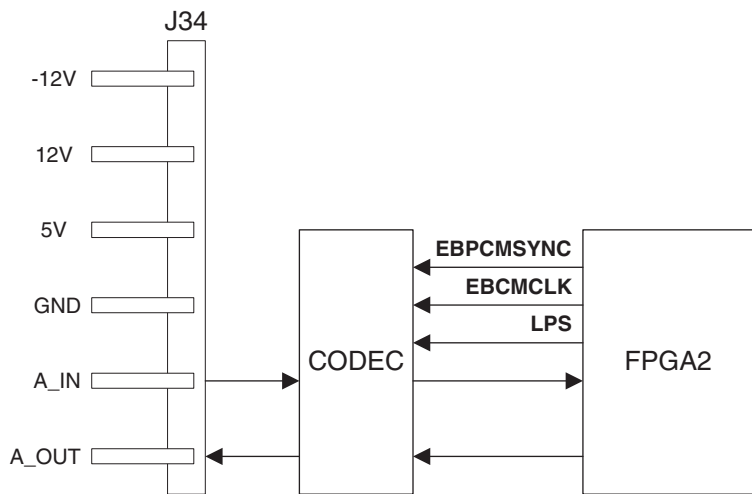 J34
-12V
12V
5V
EBPCMSYNC
GND
EBCMCLK
LPS
A_IN
CODEC
FPGA2
A_OUT